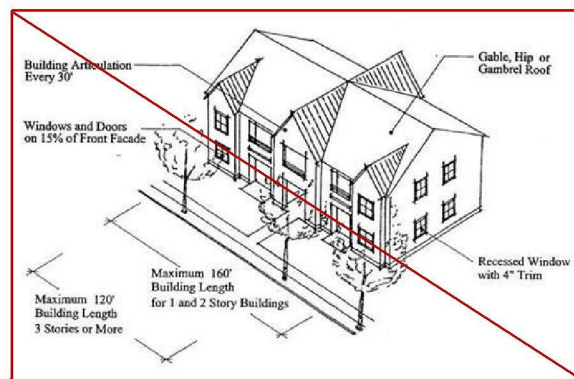 Building Articulation
Every 30'
Gable, Hip or
Gambrel Roof
Windows and Doors
on 15% of Front Facade
Recessed Window
with 4" Trim
Maximum 160'
Building Length
for 1 and 2 Story Buildings
Maximum 120'
Building Length
3 Stories or More